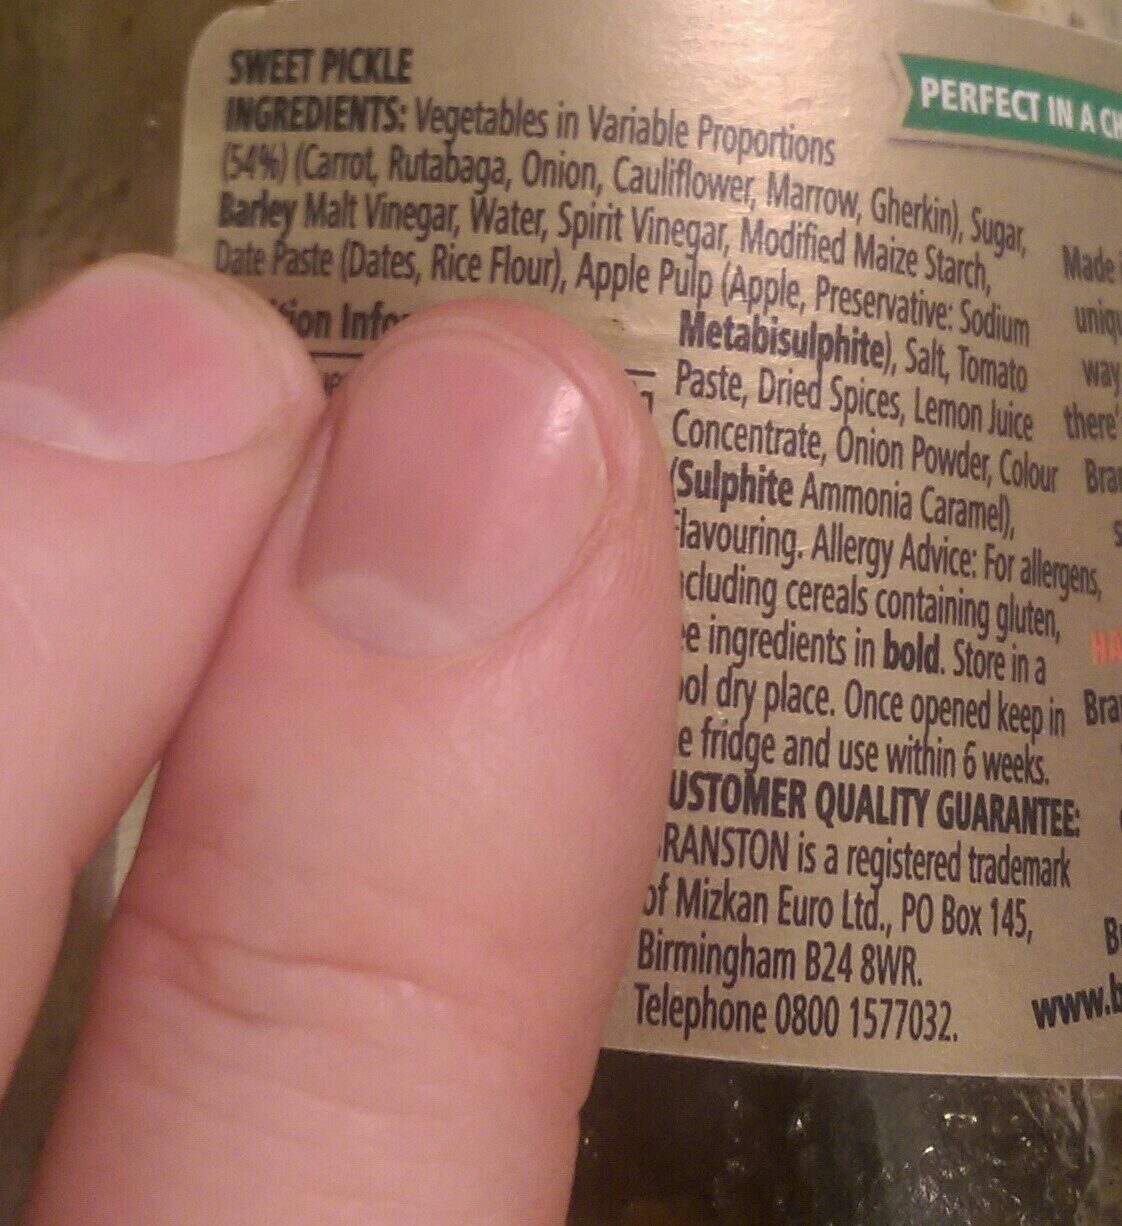 SWEET PICKLE
INGREDIENTS: Vegetables in Variable Proportions
(54%) (Carrot, Rutabaga, Onion, Cauliflower, Marrow, Gherkin), Sugar,
Barley Malt Vinegar, Water, Spirit Vinegar, Modified Maize Starch,
Date Paste (Dates, Rice Flour), Apple Pulp (Apple, Preservative: Sodium
Metabisulphite), Salt, Tomato
Paste, Dried Spices, Lemon Juice
Concentrate, Onion Powder, Colour
(Sulphite Ammonia Caramel),
Flavouring. Allergy Advice: For allergens,
cluding cereals containing gluten,
e ingredients in bold. Store in a
ol dry place. Once opened keep in
e fridge and use within 6 weeks.
USTOMER QUALITY GUARANTEE:
RANSTON is a registered trademark
of Mizkan Euro Ltd., PO Box 145,
Birmingham B24 8WR.
Telephone 0800 1577032.
tion Info
PERFECT IN A CH
Made
uniqu
way
there'
Bra
s
HA
Bra
B
www.b